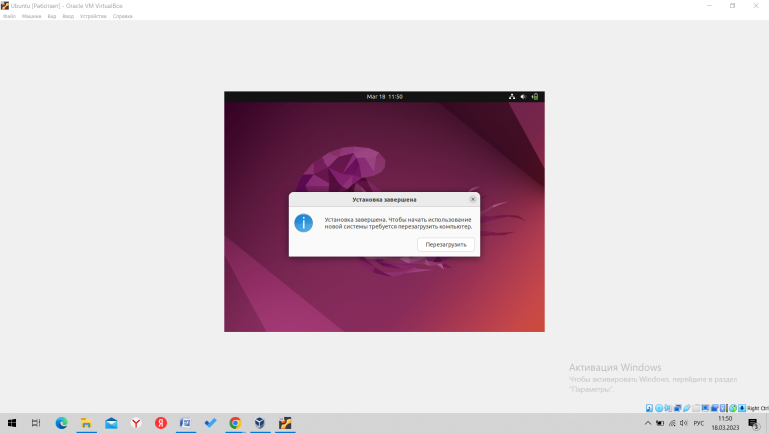 Ubuntu [Работает] - Oracle VM VirtualBox
Файл Машина Вид Ввод Устройства Справка
Mar 18 11:50
Установка завершена
Установка завершена. Чтобы начать использование
новой системы требуется перезагрузить компьютер.
Перезагрузить
Активация Windows
Чтобы активировать Windows, перейдите в раздел
"Параметры".
Right Ctrl
РУС
11:50
18.03.2023